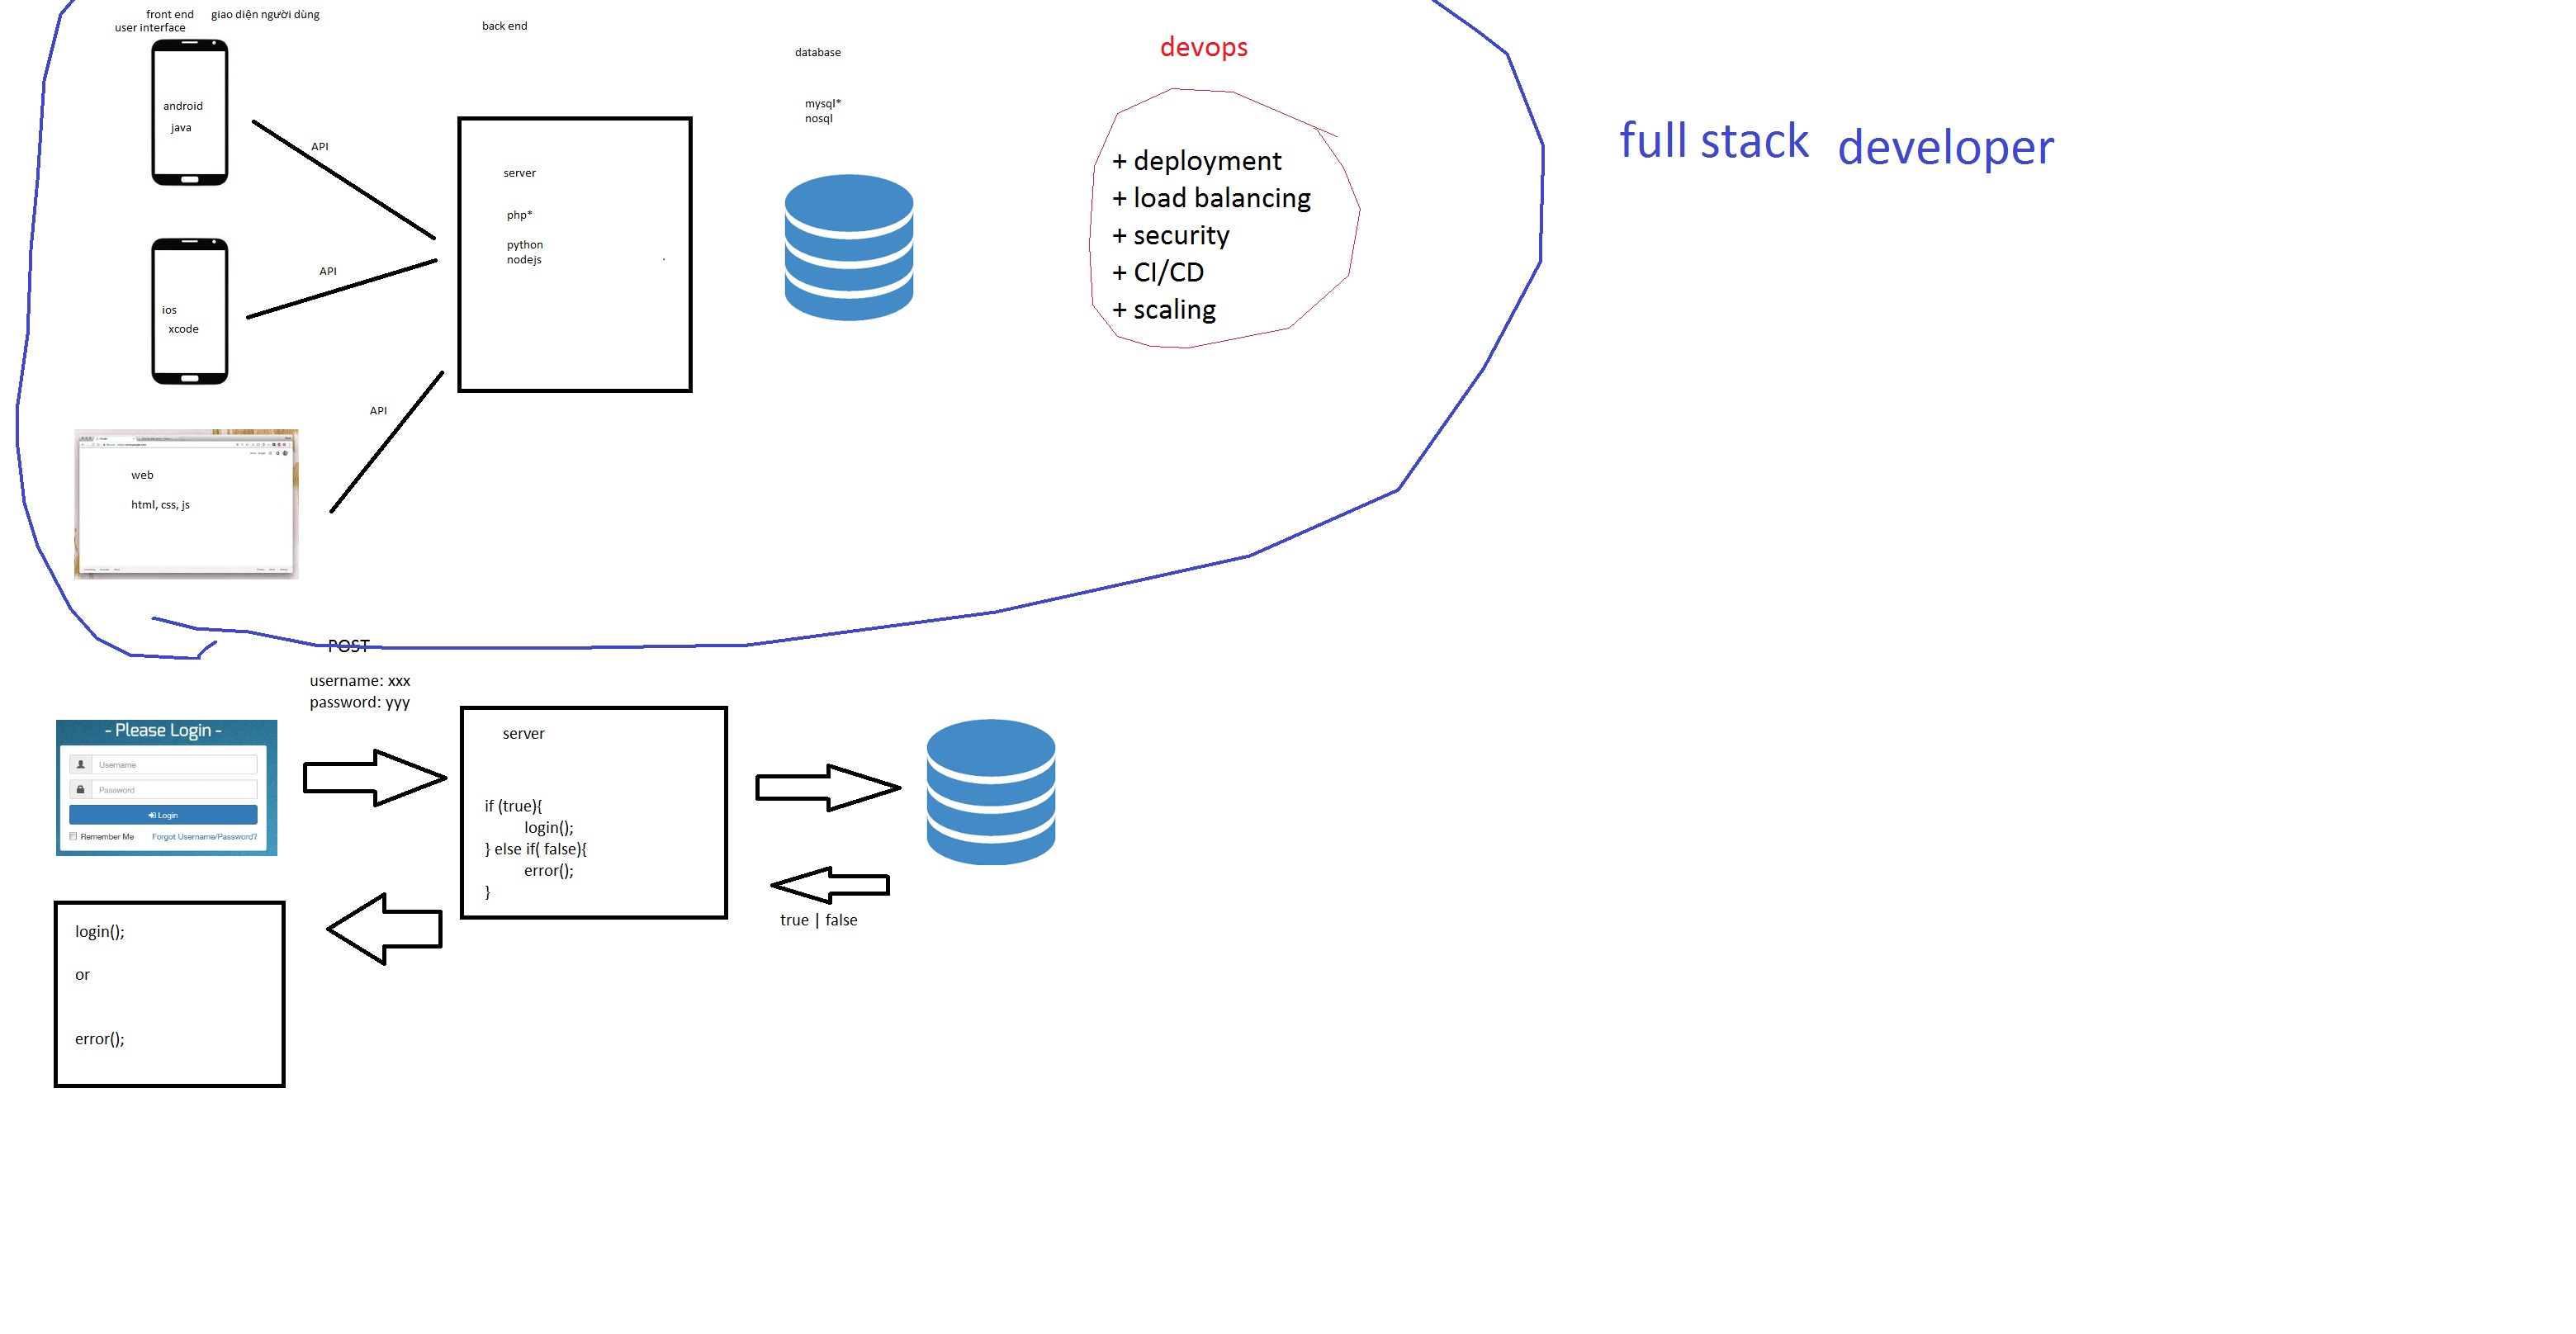 front end giao diện người dùng
user interface
back end
database
devops
android
java
API
mysql*
nosql
full stack developer
server
php*
python
nodejs
+ deployment
+ load balancing
+ security
+ CI/CD
+ scaling
API
ios
xcode
API
web
html, css, js
POST
username: xxx
password: yyy
- Please Login -
Username
Password
Login
Remember Me Forgot Username/Password?
server
if (true){
login();
} else if( false){
error();
}
true | false
login();
or
error();